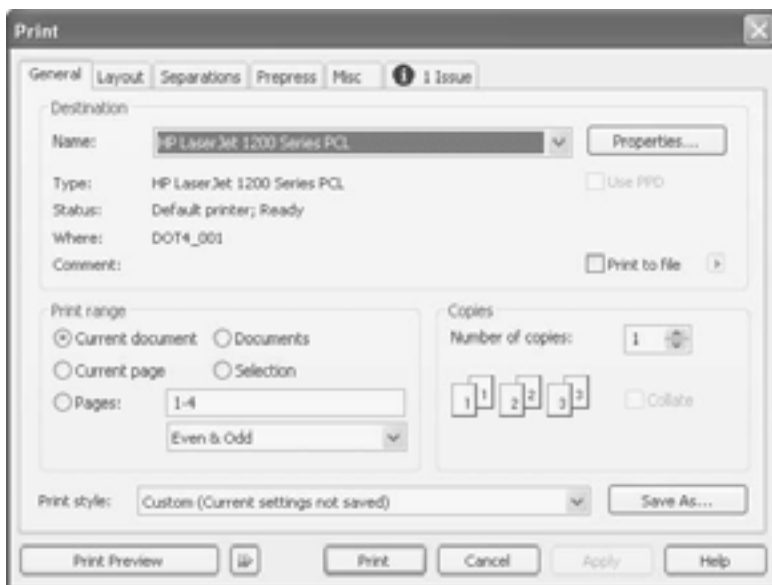 Print
General Layout Separations Prepress Misc 1 Issue
Destination
Name: HP LaserJet 1200 Series PCL Properties...
Type: HP LaserJet 1200 Series PCL Use PPD
Status: Default printer; Ready
Where: DOT4_001
Comment: Print to file
Print range Copies
Current document Documents Number of copies: 1
Current page Selection
Pages: 1-4 1 1 2 2 3 3 Collate
Even & Odd
Print style: Custom (Current settings not saved) Save As...
Print Preview Print Cancel Apply Help